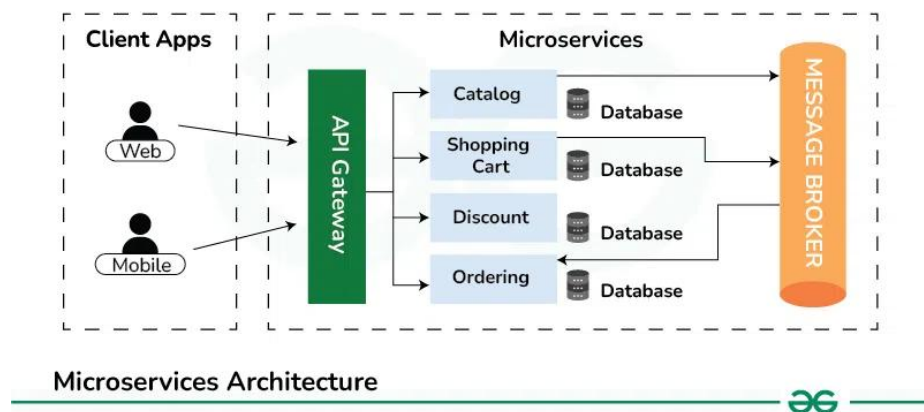 Client Apps
Microservices
Web
Mobile
API Gateway
Catalog
Database
Shopping
Cart
Database
Discount
Database
Ordering
Database
MESSAGE BROKER
Microservices Architecture